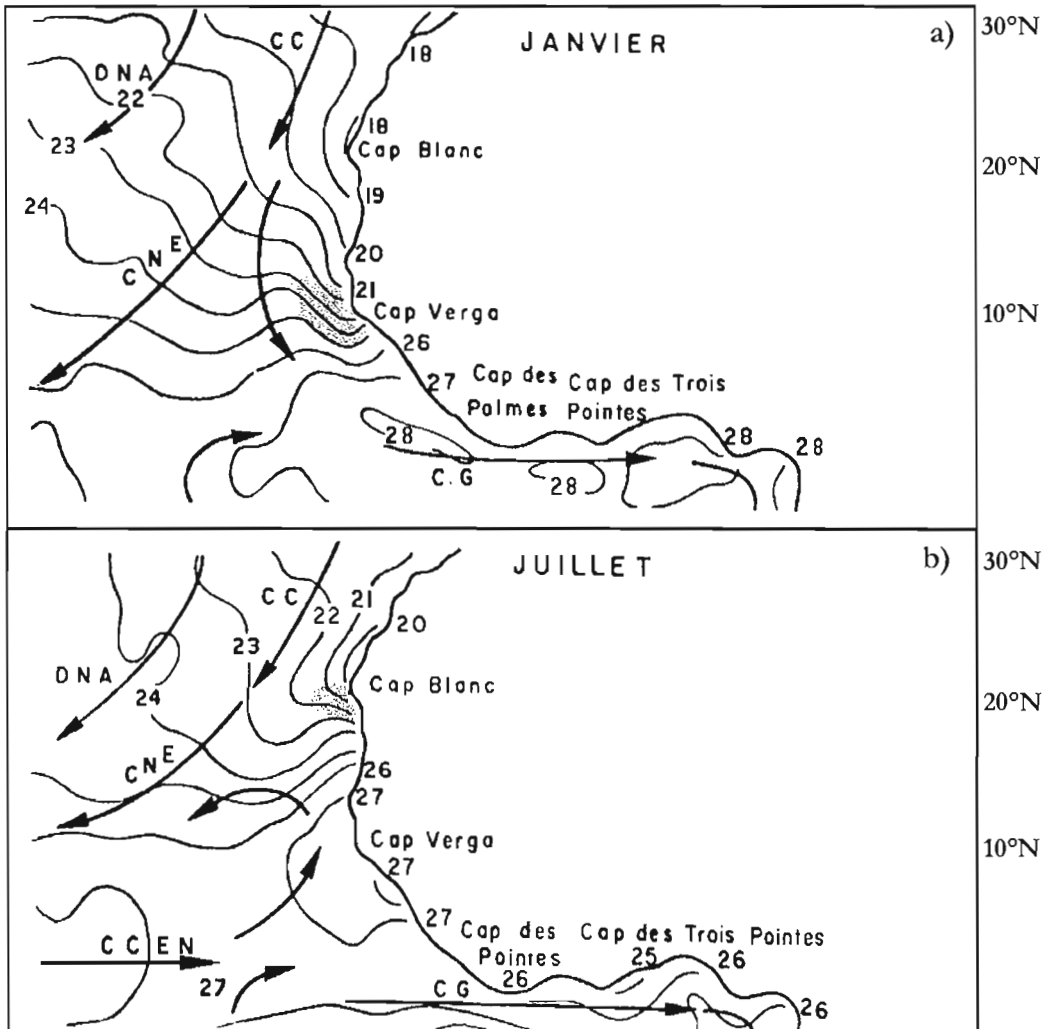 JANVIER a) 30°N
CC
18
DNA
22
18
23 Cap Blanc
20°N
19
24
20
CNE
21
Cap Verga 10°N
26
27 Cap des Cap des Trois
Palmes Pointes
28 28 28
C.G 28
JUILLET b) 30°N
CC 22 21
20
23
DNA Cap Blanc
24 20°N
CNE
26
27
Cap Verga 10°N
27
27 Cap des Cap des Trois Pointes
Pointes
CCEN 25 26
27 26
CG
26